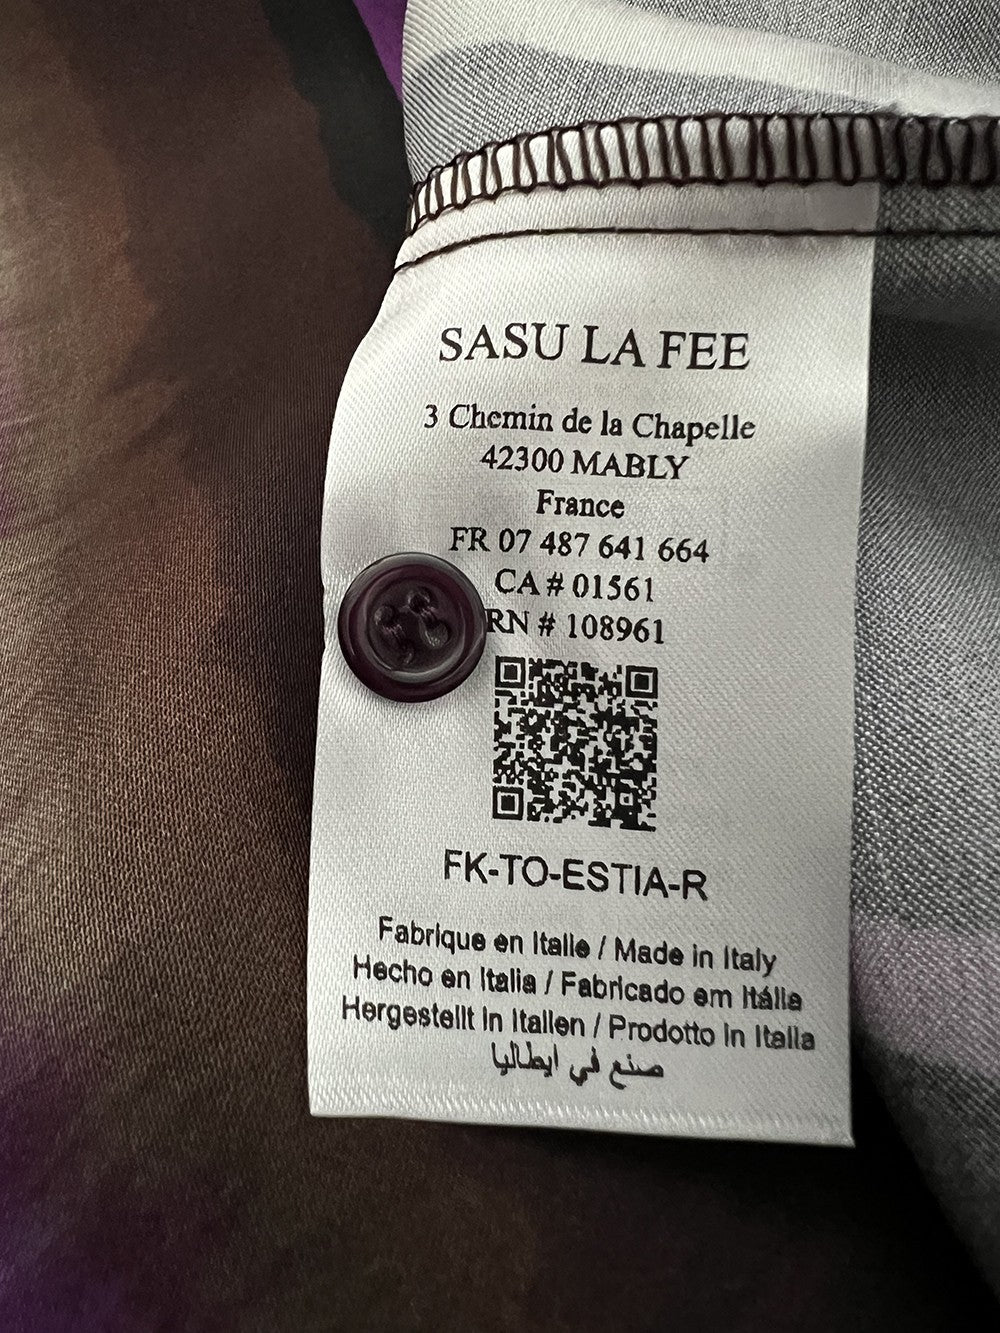 SASU LA FEE
3 Chemin de la Chapelle
42300 MABLY
France
FR 07 487 641 664
CA # 01561
RN # 108961
FK-TO-ESTIA-R
Fabrique en Italie / Made in Italy
Hecho en Italia / Fabricado em Itália
Hergestellt in Italien / Prodotto in Italia
صنع في ايطاليا